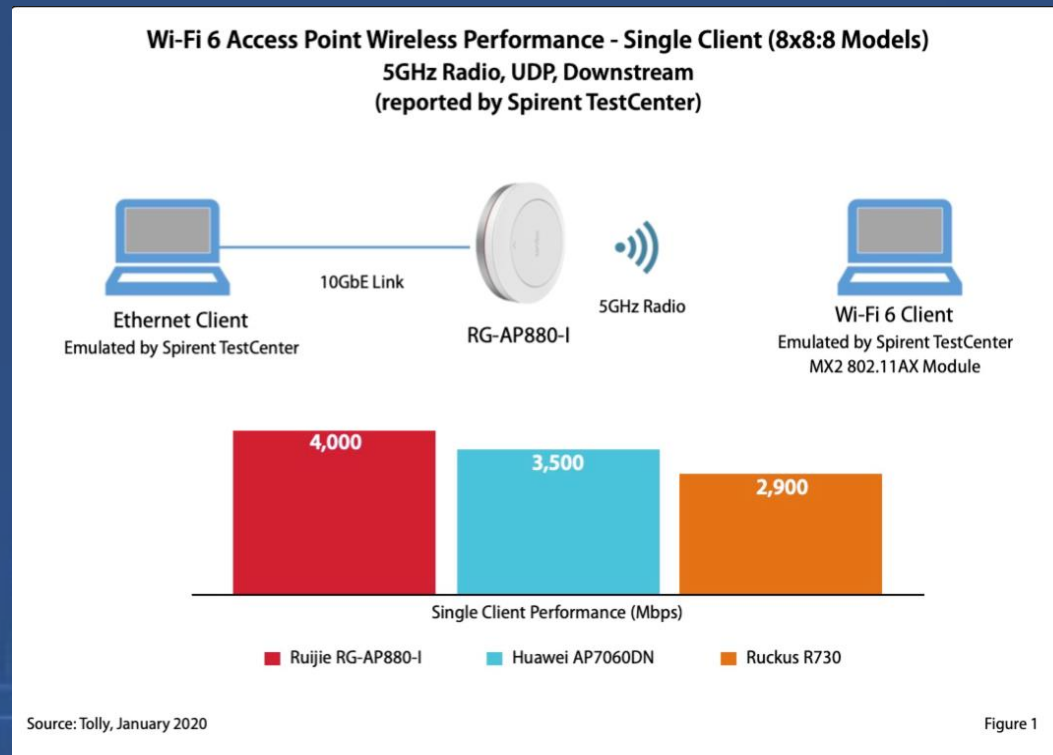 Wi-Fi 6 Access Point Wireless Performance - Single Client (8x8:8 Models)
5GHz Radio, UDP, Downstream
(reported by Spirent TestCenter)
10GbE Link
5GHz Radio
Ethernet Client
Emulated by Spirent TestCenter
RG-AP880-I
Wi-Fi 6 Client
Emulated by Spirent TestCenter
MX2 802.11AX Module
4,000
3,500
2,900
Single Client Performance (Mbps)
Ruijie RG-AP880-I
Huawei AP7060DN
Ruckus R730
Source: Tolly, January 2020
Figure 1